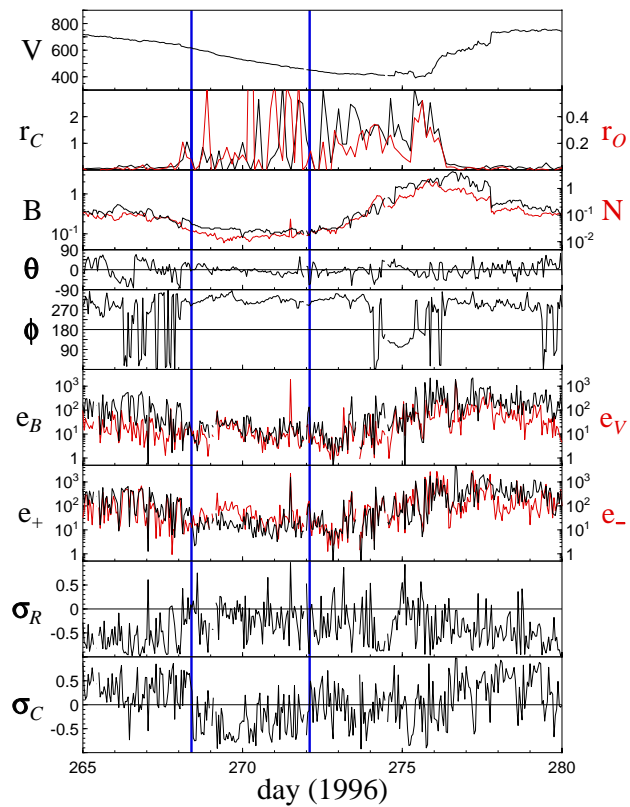 800
V 600
400
r_C 2 0.4 r_O
1 0.2
B 1 N
10^-1 10^-1
10^-2
90
θ 0
-90
270
ϕ 180
90
10^3 10^3
e_B 10^2 10^2 e_V
10^1 10^1
1 1
10^3 10^3
e_+ 10^2 10^2 e_-
10^1 10^1
1 1
0.5
σ_R 0
-0.5
0.5
σ_C 0
-0.5
265 270 275 280
day (1996)